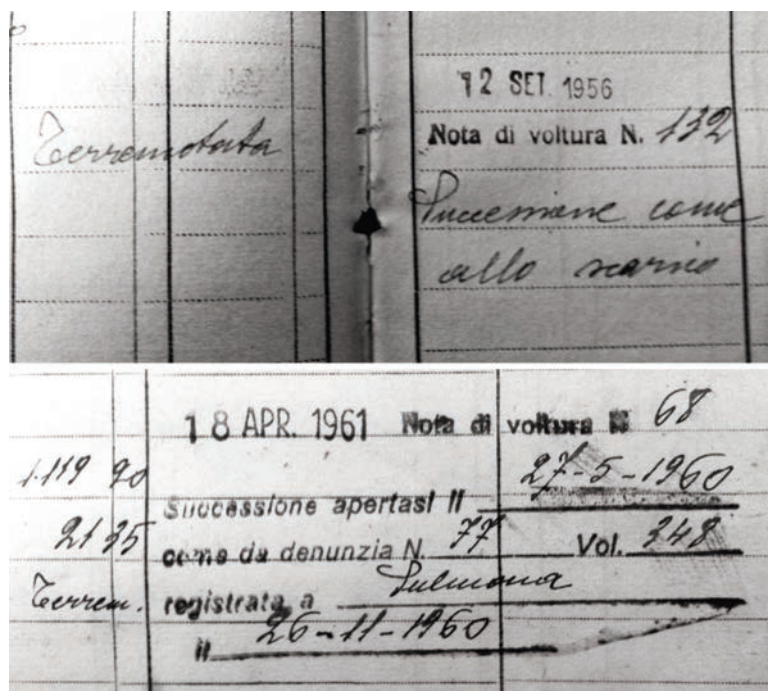 12 SET. 1956
Terremotata
Nota di voltura N. 132
Successione come
allo scarico
18 APR. 1961 Nota di voltura N 68
1.119 90
27-5-1960
Successione apertasi il
21 35
come da denunzia N. 77 Vol. 348
Terrem.
registrata a Sulmona
il 26-11-1960